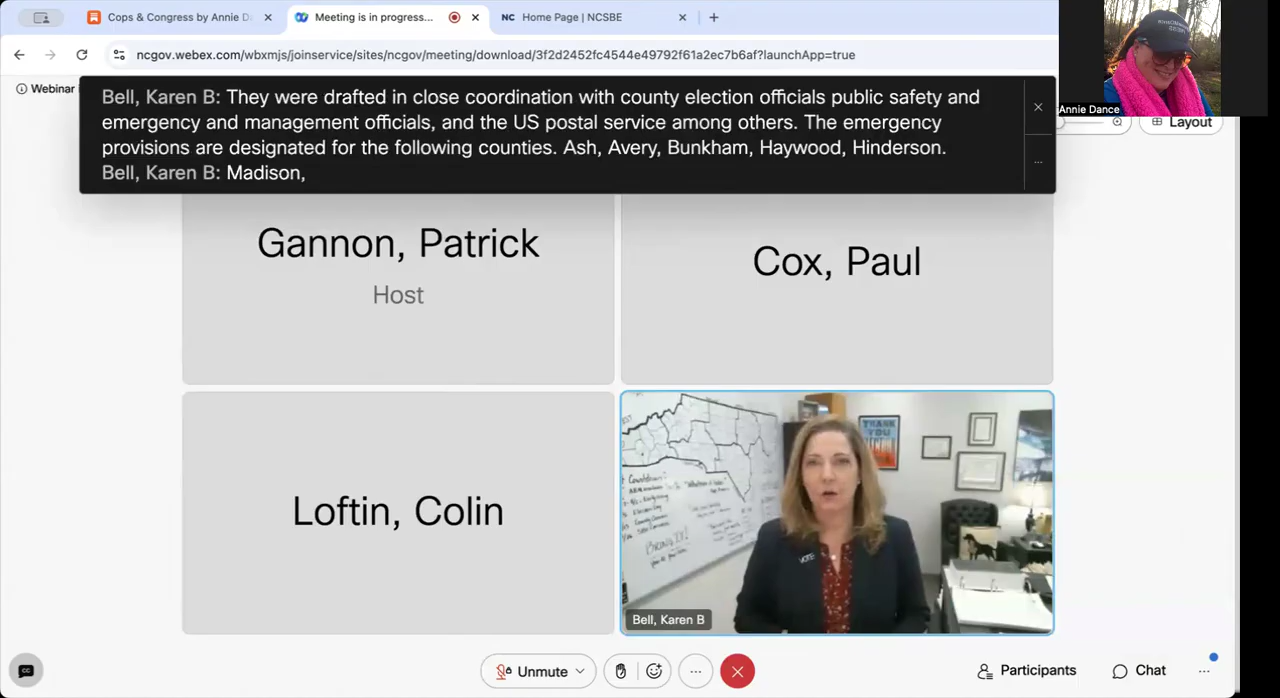 Cops & Congress by Annie D
Meeting is in progress...
NC Home Page | NCSBE
ncgov.webex.com/wbxmjs/joinservice/sites/ncgov/meeting/download/3f2d2452fc4544e49792f61a2ec7b6af?launchApp=true
Annie Dance
Webinar
Layout
Bell, Karen B: They were drafted in close coordination with county election officials public safety and
emergency and management officials, and the US postal service among others. The emergency
provisions are designated for the following counties. Ash, Avery, Bunkham, Haywood, Hinderson.
Bell, Karen B: Madison,
Gannon, Patrick
Host
Cox, Paul
Loftin, Colin
THANK
YOU
VOTE
Bell, Karen B
CC
Unmute
Participants
Chat